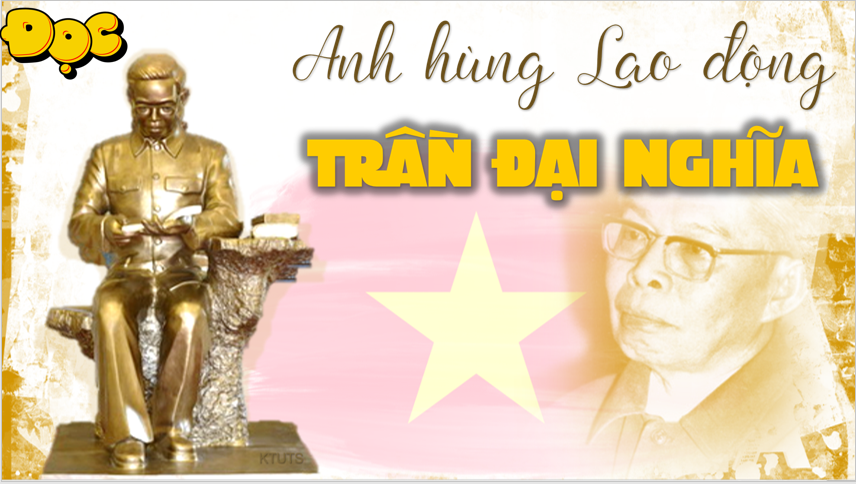 ĐỌC
Anh hùng Lao động
TRẦN ĐẠI NGHĨA
KTUTS